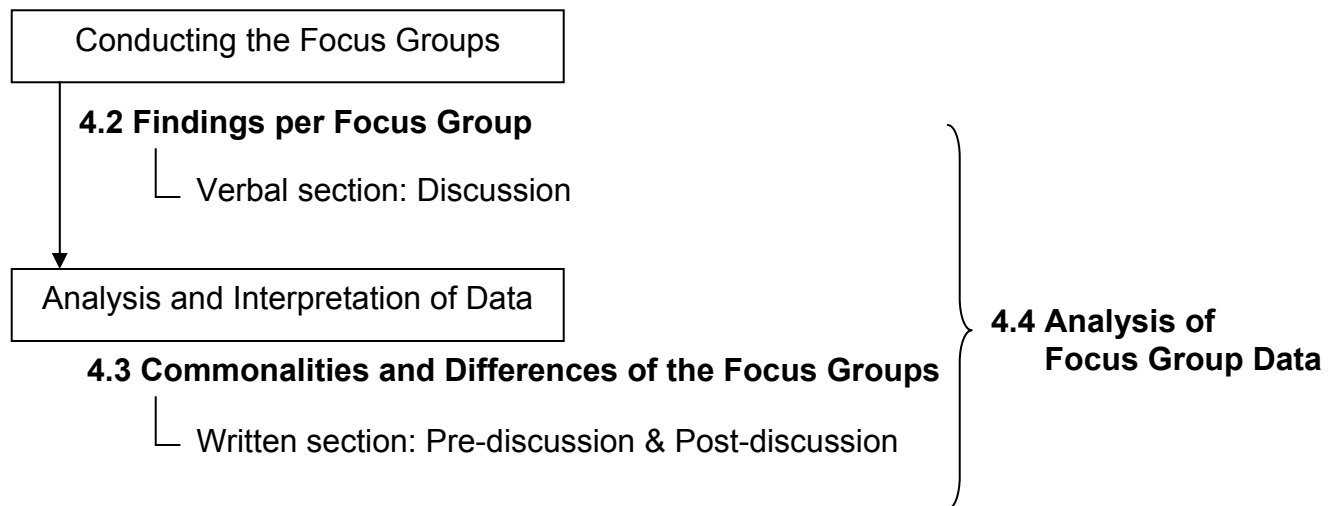 Conducting the Focus Groups
4.2 Findings per Focus Group
Verbal section: Discussion
Analysis and Interpretation of Data
4.3 Commonalities and Differences of the Focus Groups
Written section: Pre-discussion & Post-discussion
4.4 Analysis of
Focus Group Data